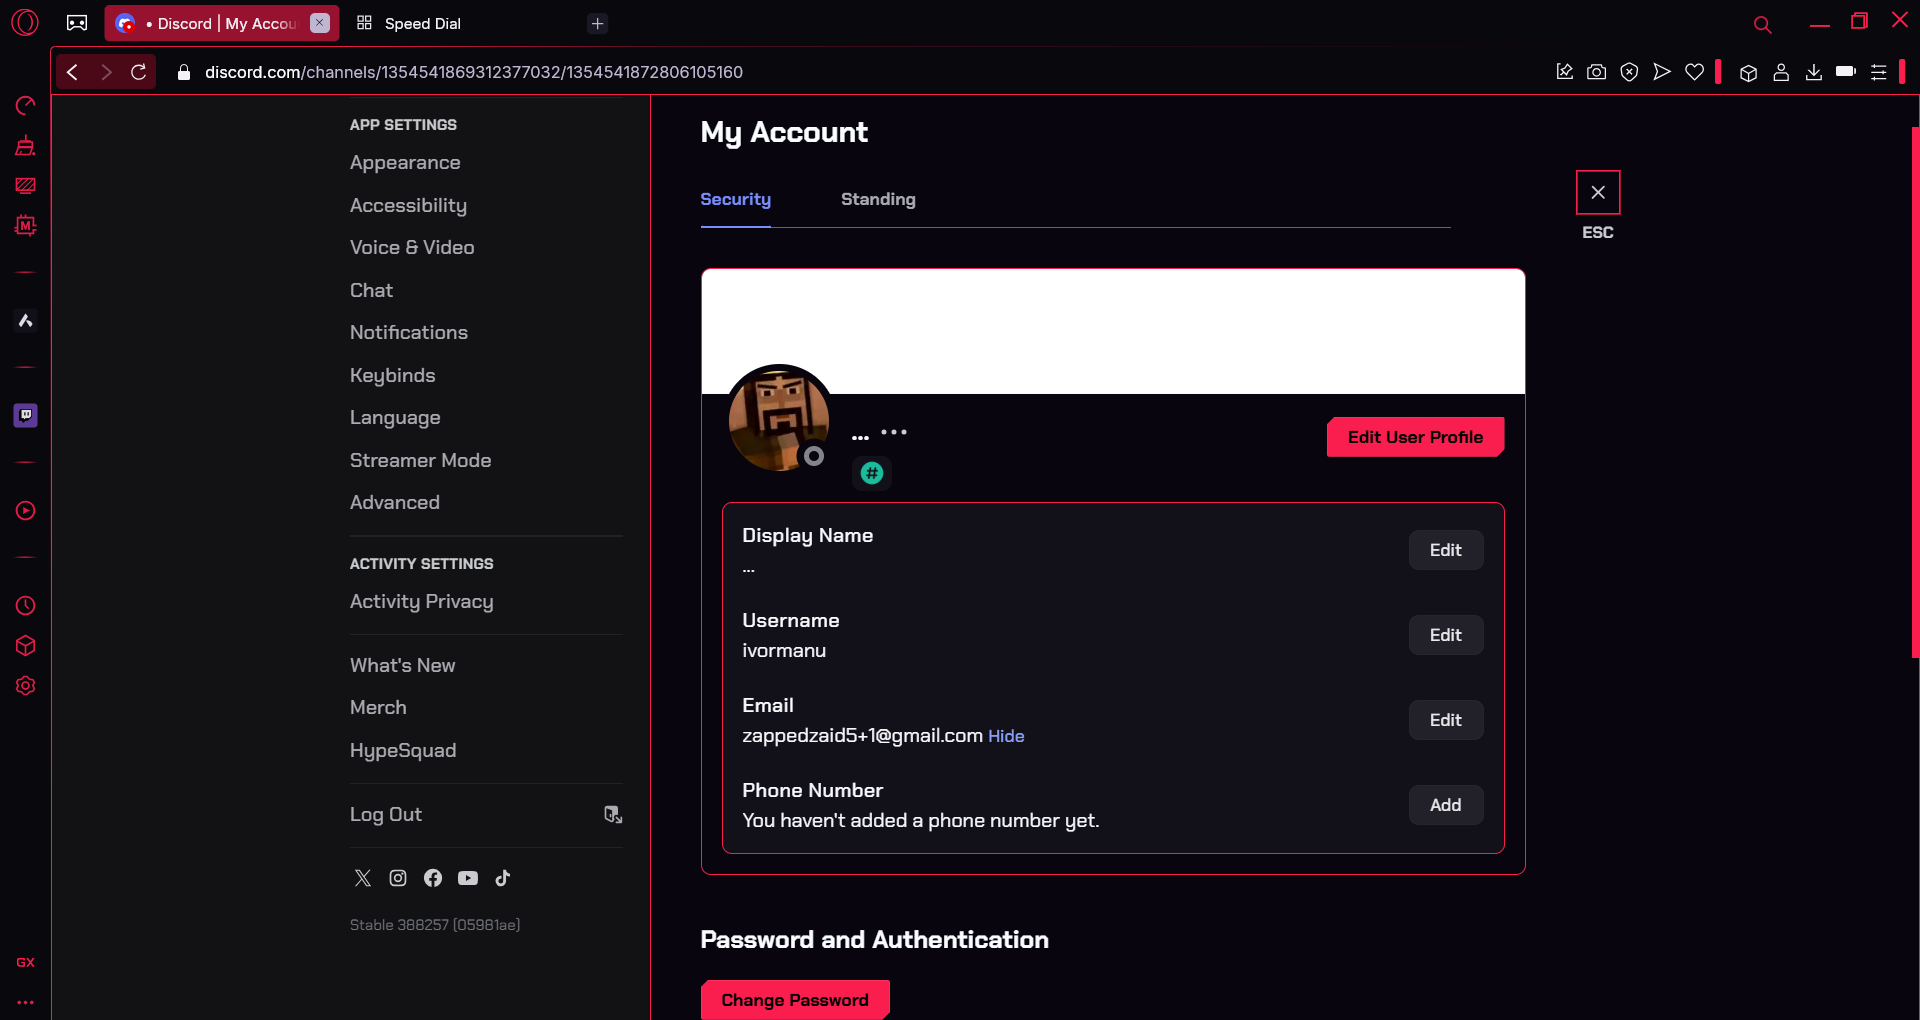 • Discord | My Accou
Speed Dial
discord.com/channels/1354541869312377032/1354541872806105160
APP SETTINGS
Appearance
Accessibility
Voice & Video
Chat
Notifications
Keybinds
Language
Streamer Mode
Advanced
ACTIVITY SETTINGS
Activity Privacy
What's New
Merch
HypeSquad
Log Out
Stable 388257 (05981ae)
GX
M
My Account
Security
Standing
ESC
...
#
Edit User Profile
Display Name
...
Edit
Username
ivormanu
Edit
Email
zappedzaid5+1@gmail.com Hide
Edit
Phone Number
You haven't added a phone number yet.
Add
Password and Authentication
Change Password